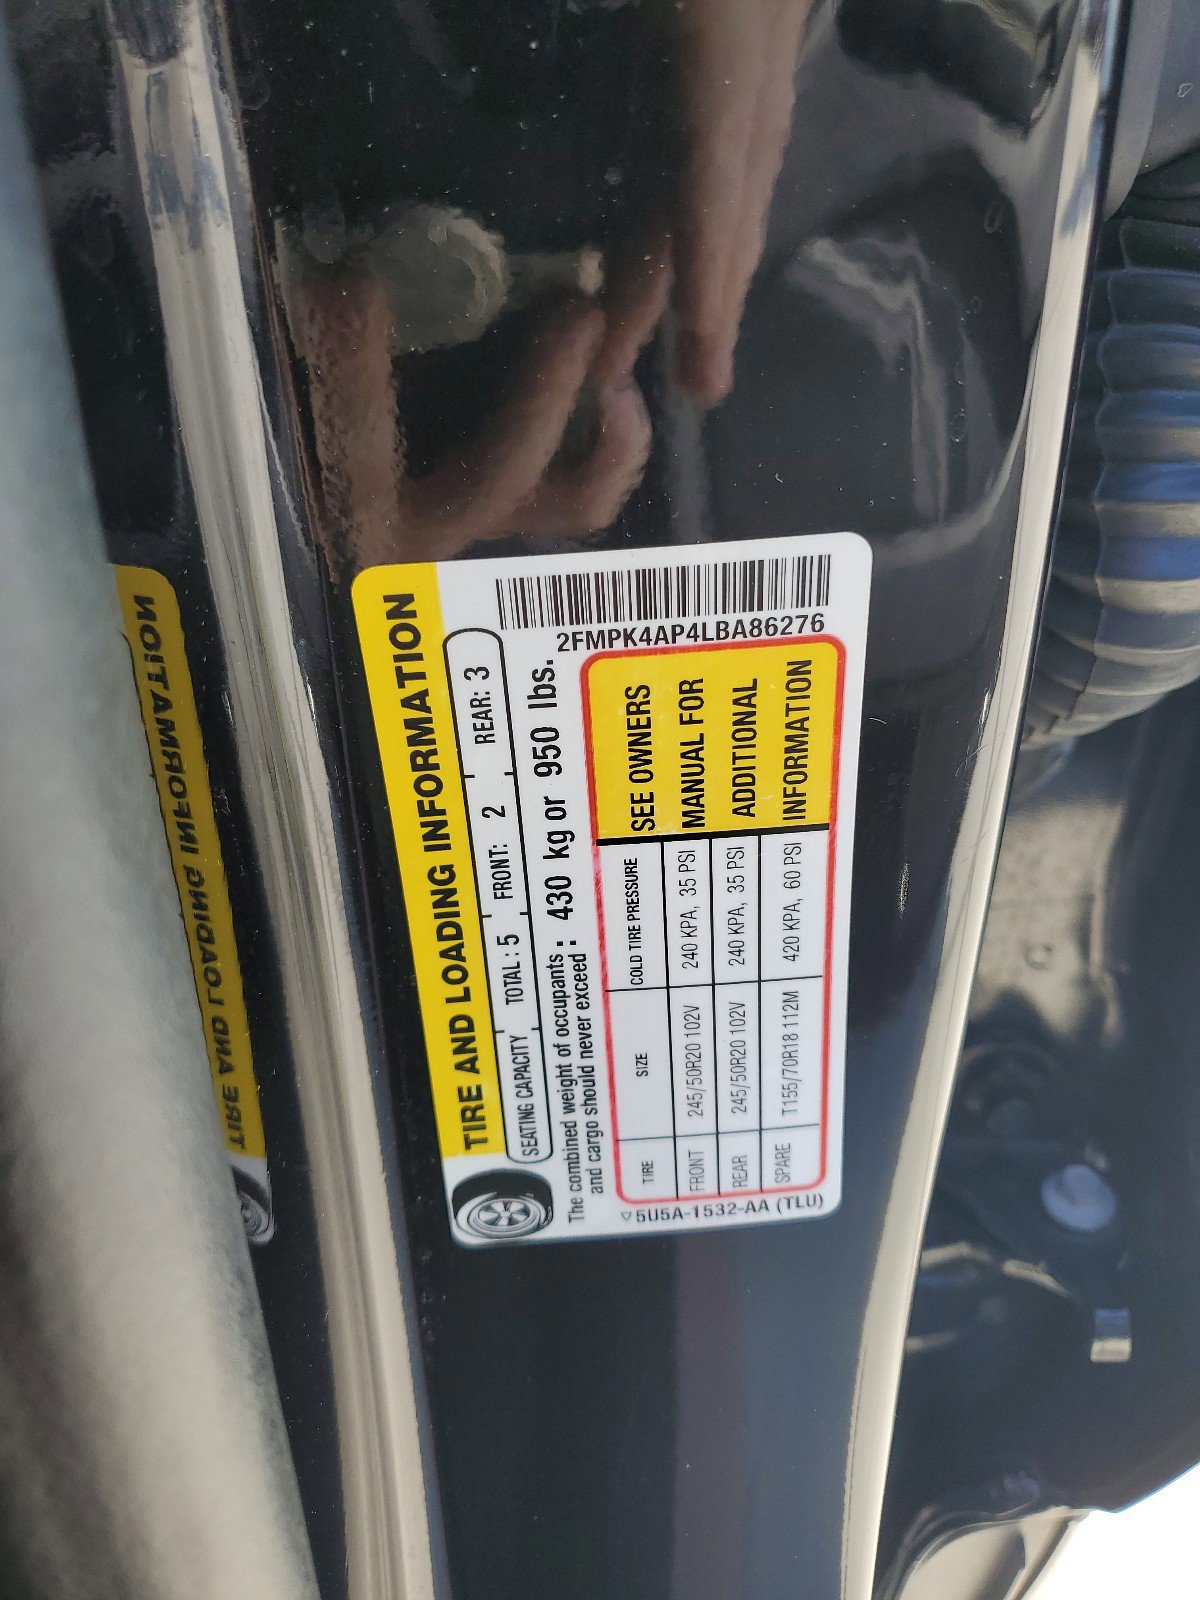 TIRE AND LOADING INFORMATION
SEATING CAPACITY TOTAL : 5 FRONT: 2 REAR: 3
The combined weight of occupants : 430 kg or 950 lbs.
and cargo should never exceed :
2FMPK4AP4LBA86276
TIRE SIZE COLD TIRE PRESSURE
FRONT 245/50R20 102V 240 KPA, 35 PSI
REAR 245/50R20 102V 240 KPA, 35 PSI
SPARE T155/70R18 112M 420 KPA, 60 PSI
SEE OWNERS
MANUAL FOR
ADDITIONAL
INFORMATION
5U5A-1532-AA (TLU)
TIRE AND LOADING INFORMATION